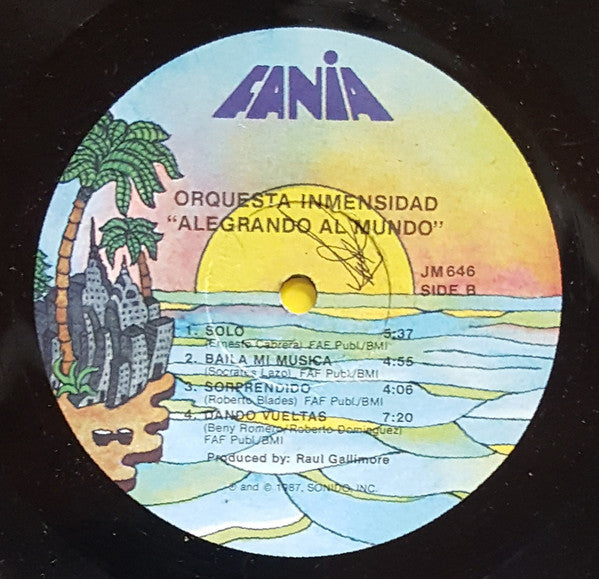 FANIA
ORQUESTA INMENSIDAD
"ALEGRANDO AL MUNDO"
JM 646
SIDE B
1. SOLO 5:37
(Ernesto Cabrera) FAF Publ./BMI
2. BAILA MI MUSICA 4:55
(Socrates Lazo) FAF Publ./BMI
3. SORPRENDIDO 4:06
(Roberto Blades) FAF Publ./BMI
4. DANDO VUELTAS 7:20
(Beny Romero/Roberto Dominguez)
FAF Publ./BMI
Produced by: Raul Gallimore
℗ and © 1987, SONIDO, INC.